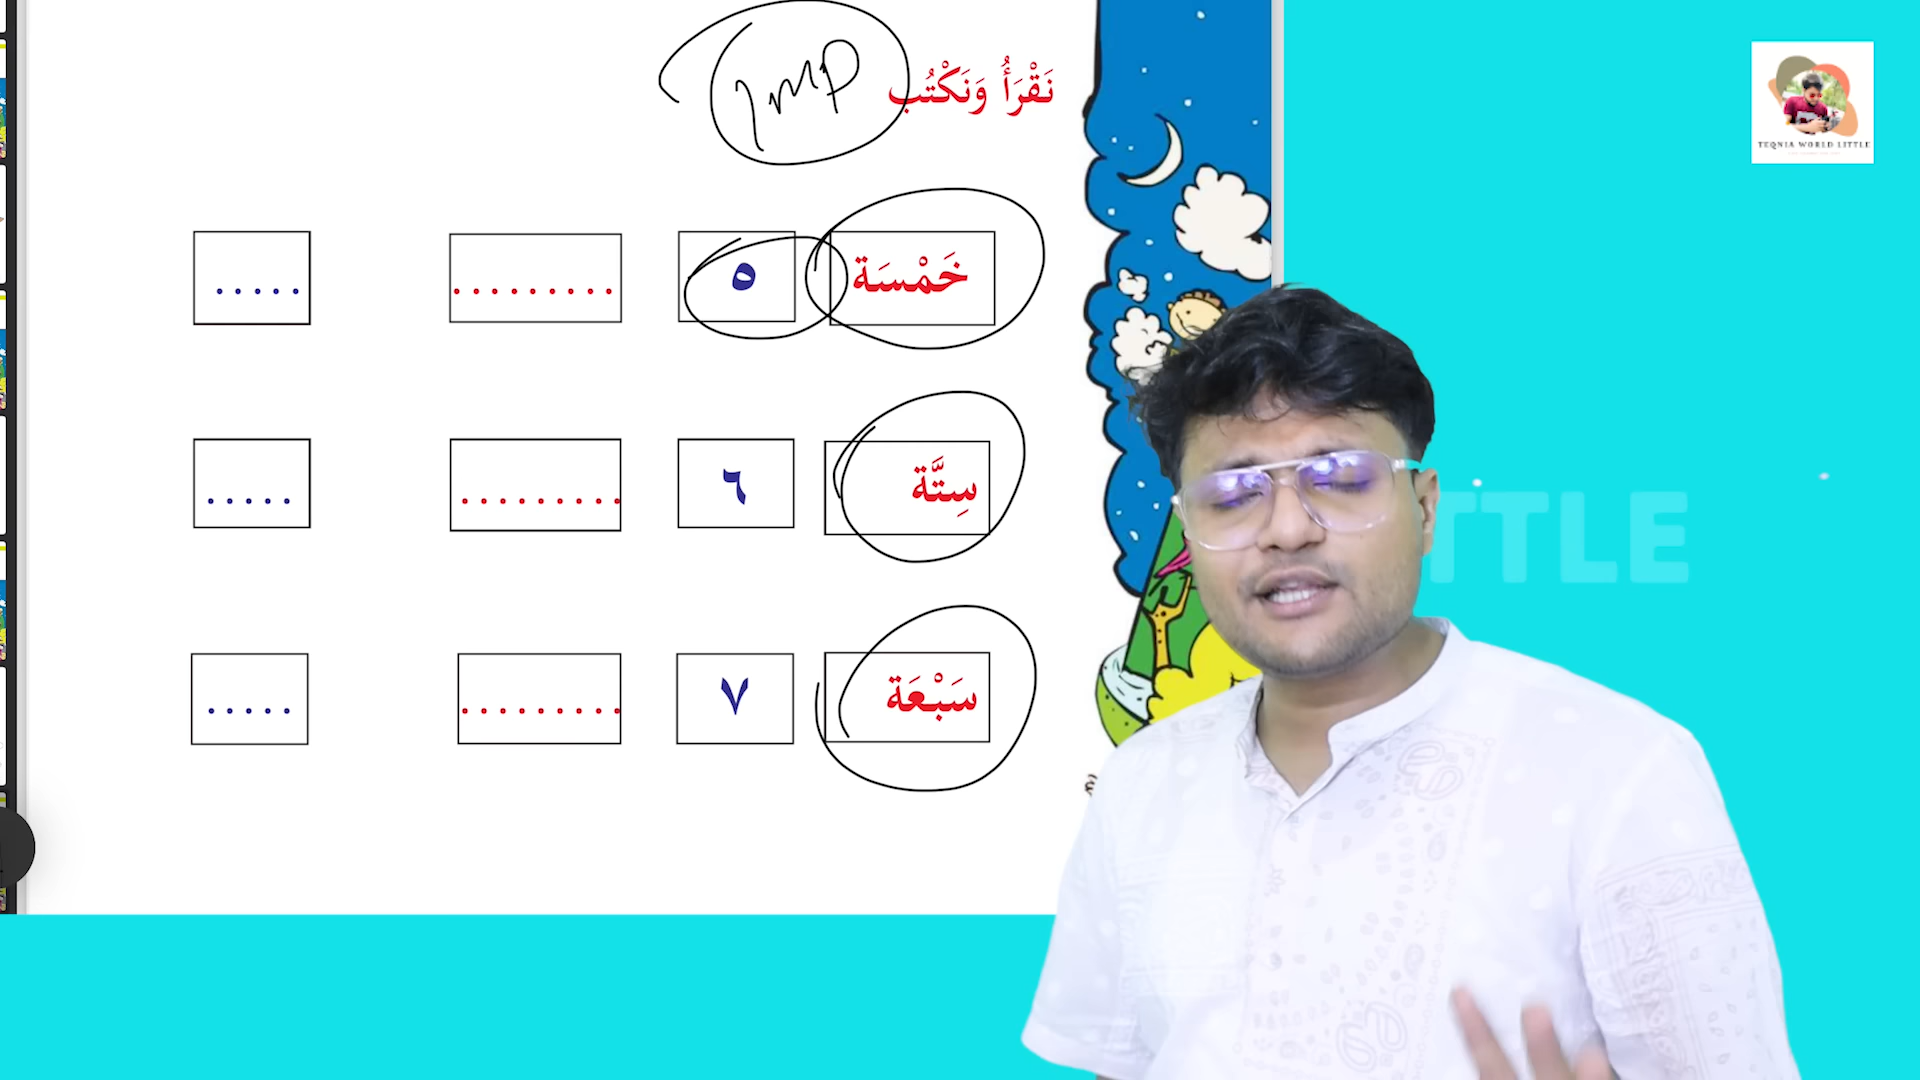 نَقْرَأُ وَنَكْتُب Imp
خَمْسَة ٥ ......... .....
سِتَّة ٦ ......... .....
سَبْعَة ٧ ......... .....
TEQNIA WORLD LITTLE
TTLE